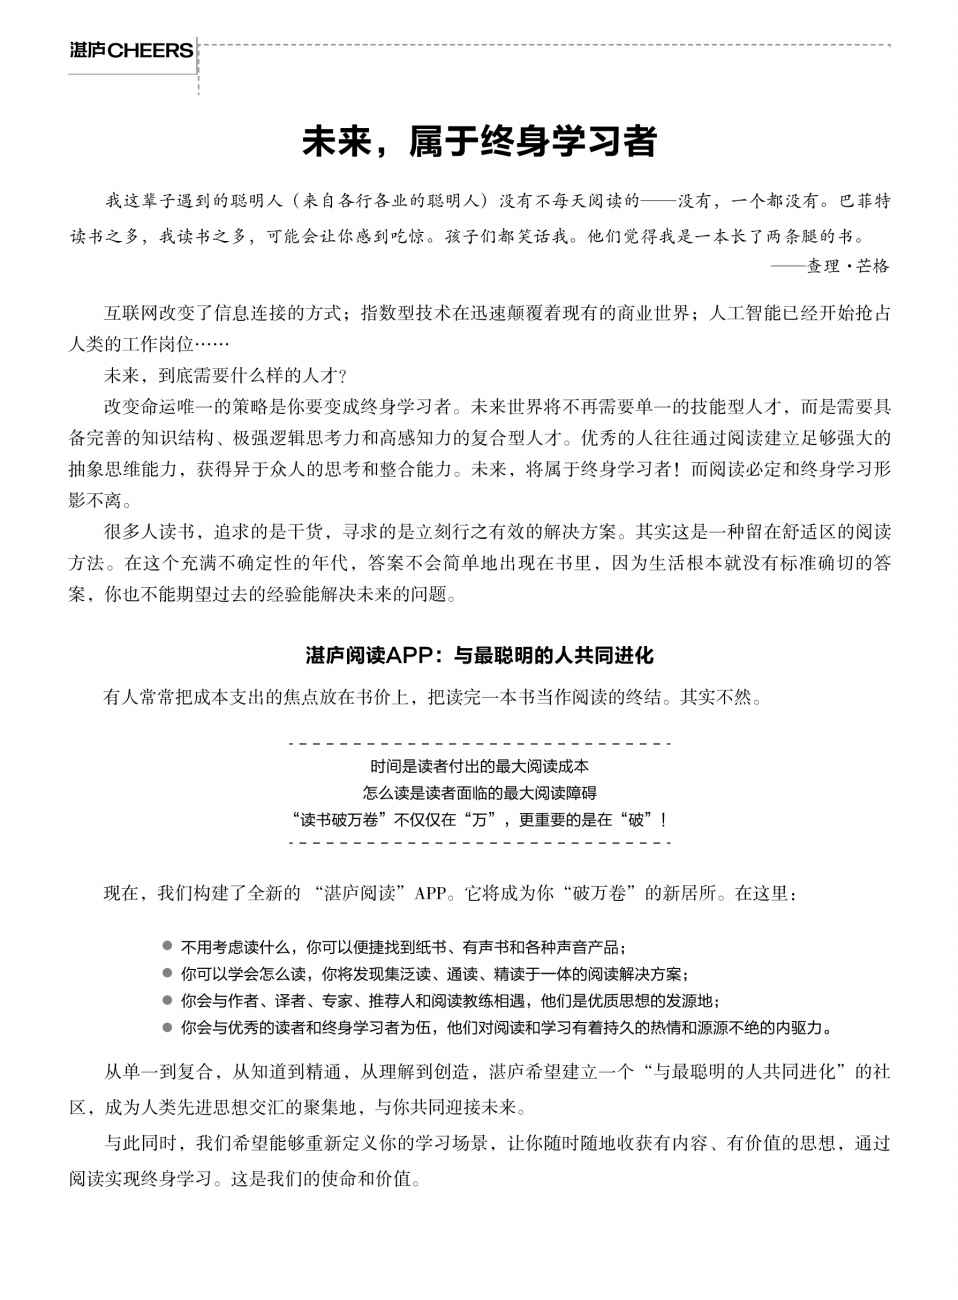 湛庐CHEERS
未来，属于终身学习者
我这辈子遇到的聪明人（来自各行各业的聪明人）没有不每天阅读的——没有，一个都没有。巴菲特
读书之多，我读书之多，可能会让你感到吃惊。孩子们都笑话我。他们觉得我是一本长了两条腿的书。
——查理·芒格
互联网改变了信息连接的方式；指数型技术在迅速颠覆着现有的商业世界；人工智能已经开始抢占
人类的工作岗位……
未来，到底需要什么样的人才？
改变命运唯一的策略是你要变成终身学习者。未来世界将不再需要单一的技能型人才，而是需要具
备完善的知识结构、极强逻辑思考力和高感知力的复合型人才。优秀的人往往通过阅读建立足够强大的
抽象思维能力，获得异于众人的思考和整合能力。未来，将属于终身学习者！而阅读必定和终身学习形
影不离。
很多人读书，追求的是干货，寻求的是立刻行之有效的解决方案。其实这是一种留在舒适区的阅读
方法。在这个充满不确定性的年代，答案不会简单地出现在书里，因为生活根本就没有标准确切的答
案，你也不能期望过去的经验能解决未来的问题。
湛庐阅读APP：与最聪明的人共同进化
有人常常把成本支出的焦点放在书价上，把读完一本书当作阅读的终结。其实不然。
时间是读者付出的最大阅读成本
怎么读是读者面临的最大阅读障碍
“读书破万卷”不仅仅在“万”，更重要的是在“破”！
现在，我们构建了全新的 “湛庐阅读”APP。它将成为你“破万卷”的新居所。在这里：
● 不用考虑读什么，你可以便捷找到纸书、有声书和各种声音产品；
● 你可以学会怎么读，你将发现集泛读、通读、精读于一体的阅读解决方案；
● 你会与作者、译者、专家、推荐人和阅读教练相遇，他们是优质思想的发源地；
● 你会与优秀的读者和终身学习者为伍，他们对阅读和学习有着持久的热情和源源不绝的内驱力。
从单一到复合，从知道到精通，从理解到创造，湛庐希望建立一个“与最聪明的人共同进化”的社
区，成为人类先进思想交汇的聚集地，与你共同迎接未来。
与此同时，我们希望能够重新定义你的学习场景，让你随时随地收获有内容、有价值的思想，通过
阅读实现终身学习。这是我们的使命和价值。